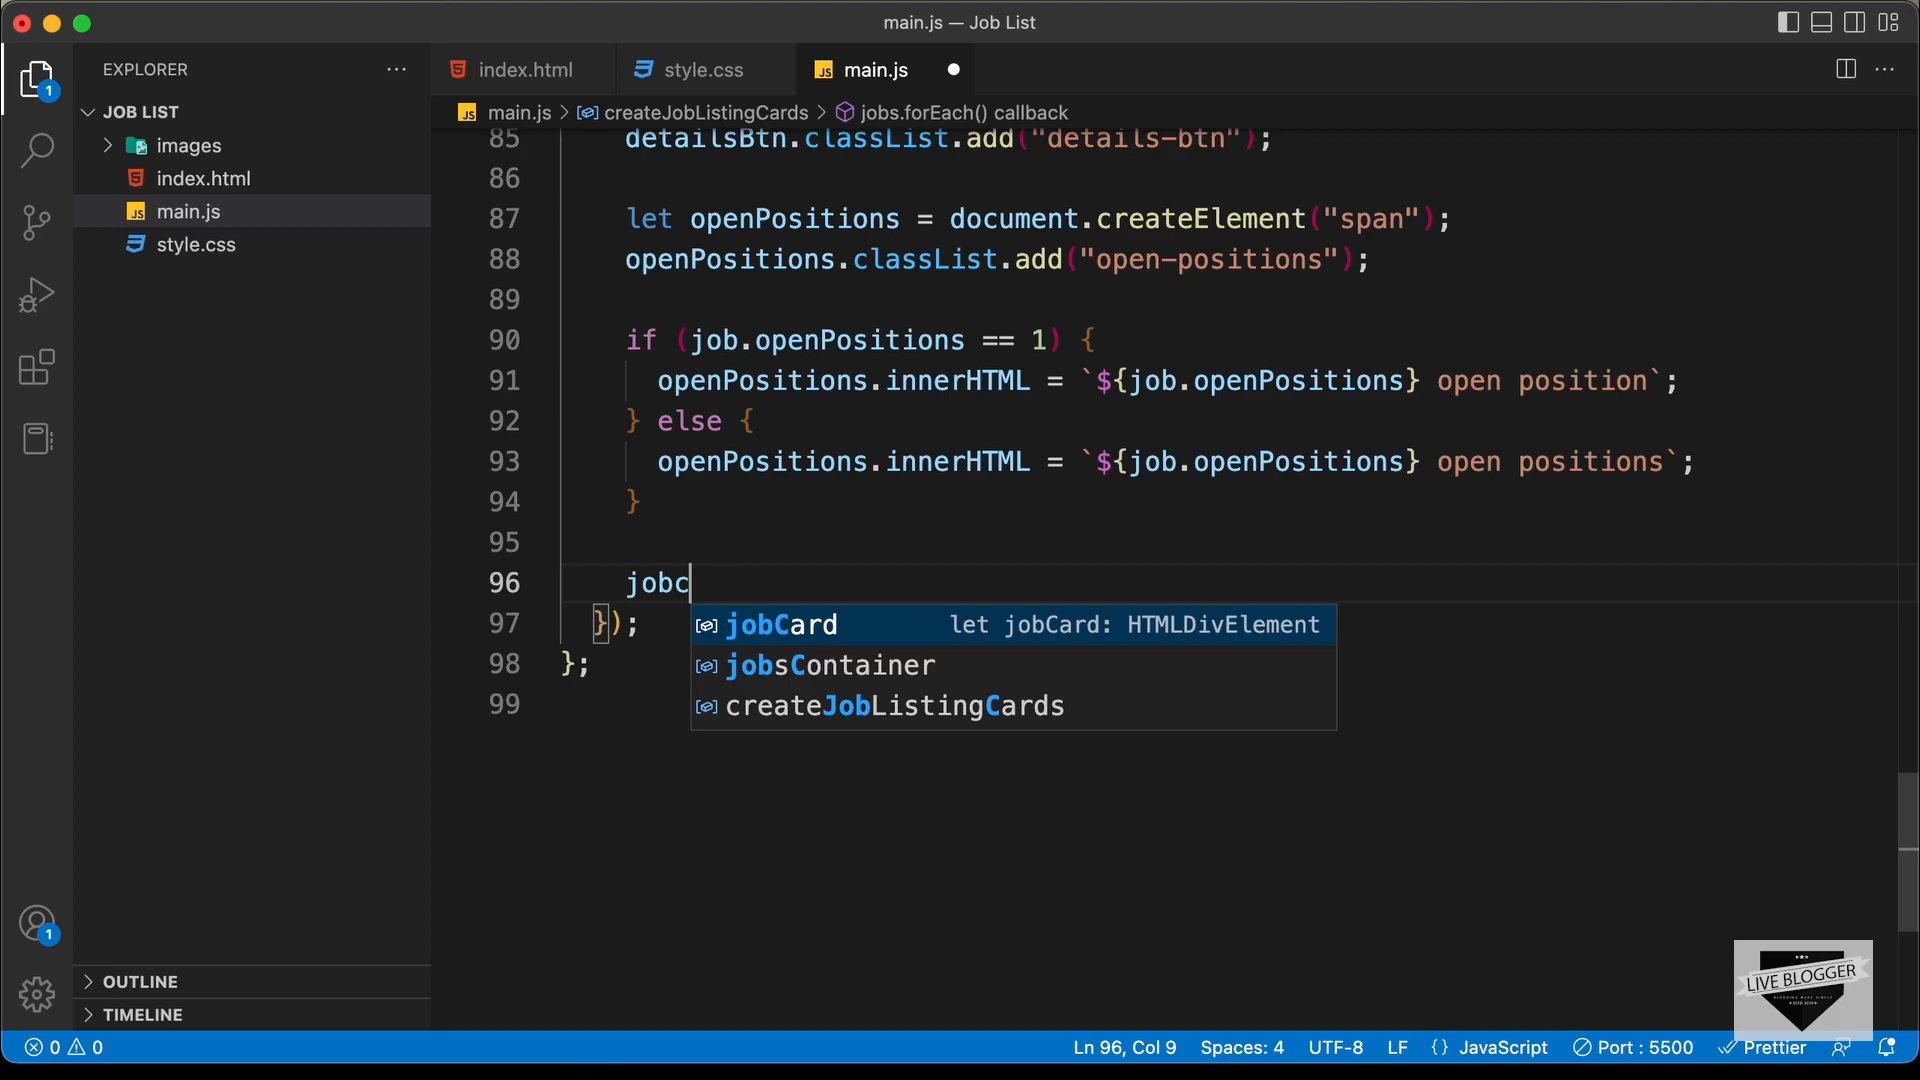 main.js — Job List
EXPLORER
JOB LIST
images
index.html
main.js
style.css
OUTLINE
TIMELINE
1
1
index.html
style.css
main.js
main.js > createJobListingCards > jobs.forEach() callback
85 detailsBtn.classList.add("details-btn");
86
87 let openPositions = document.createElement("span");
88 openPositions.classList.add("open-positions");
89
90 if (job.openPositions == 1) {
91 openPositions.innerHTML = `${job.openPositions} open position`;
92 } else {
93 openPositions.innerHTML = `${job.openPositions} open positions`;
94 }
95
96 jobc
97 });
98 };
99
jobCard let jobCard: HTMLDivElement
jobsContainer
createJobListingCards
LIVE BLOGGER
0 0 Ln 96, Col 9 Spaces: 4 UTF-8 LF {} JavaScript Port : 5500 Prettier